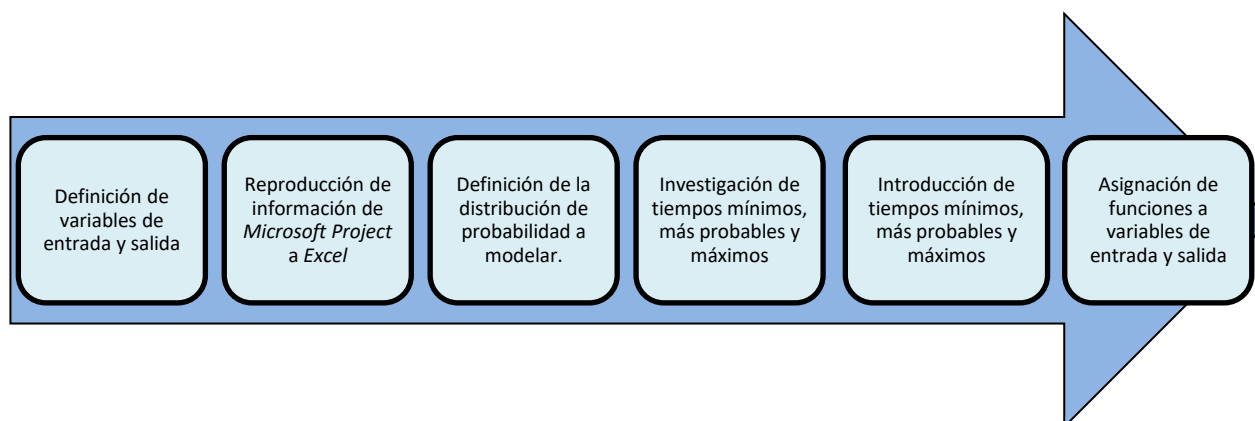 Definición de
variables de
entrada y salida
Reproducción de
información de
Microsoft Project
a Excel
Definición de la
distribución de
probabilidad a
modelar.
Investigación de
tiempos mínimos,
más probables y
máximos
Introducción de
tiempos mínimos,
más probables y
máximos
Asignación de
funciones a
variables de
entrada y salida